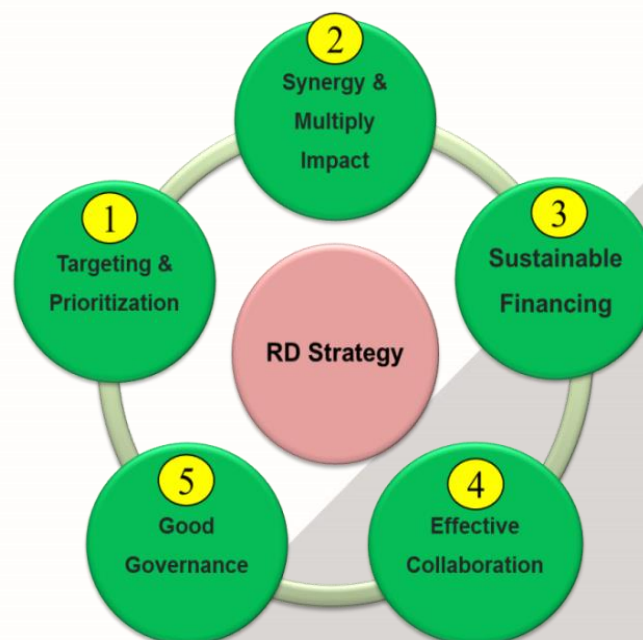 1
Targeting &
Prioritization
2
Synergy &
Multiply
Impact
3
Sustainable
Financing
4
Effective
Collaboration
5
Good
Governance
RD Strategy